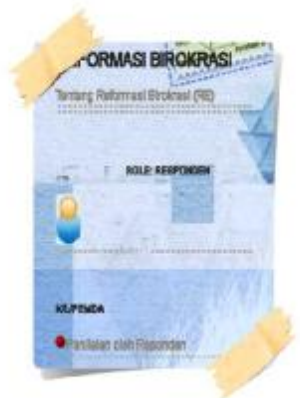 FORMASI BIROKRASI
Tentang Reformasi Birokrasi (RB)
ROLE: RESPONDEN
K/L/PEMDA
Penilaian oleh Responden